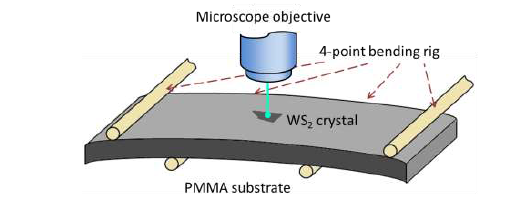 Microscope objective
4-point bending rig
WS₂ crystal
PMMA substrate